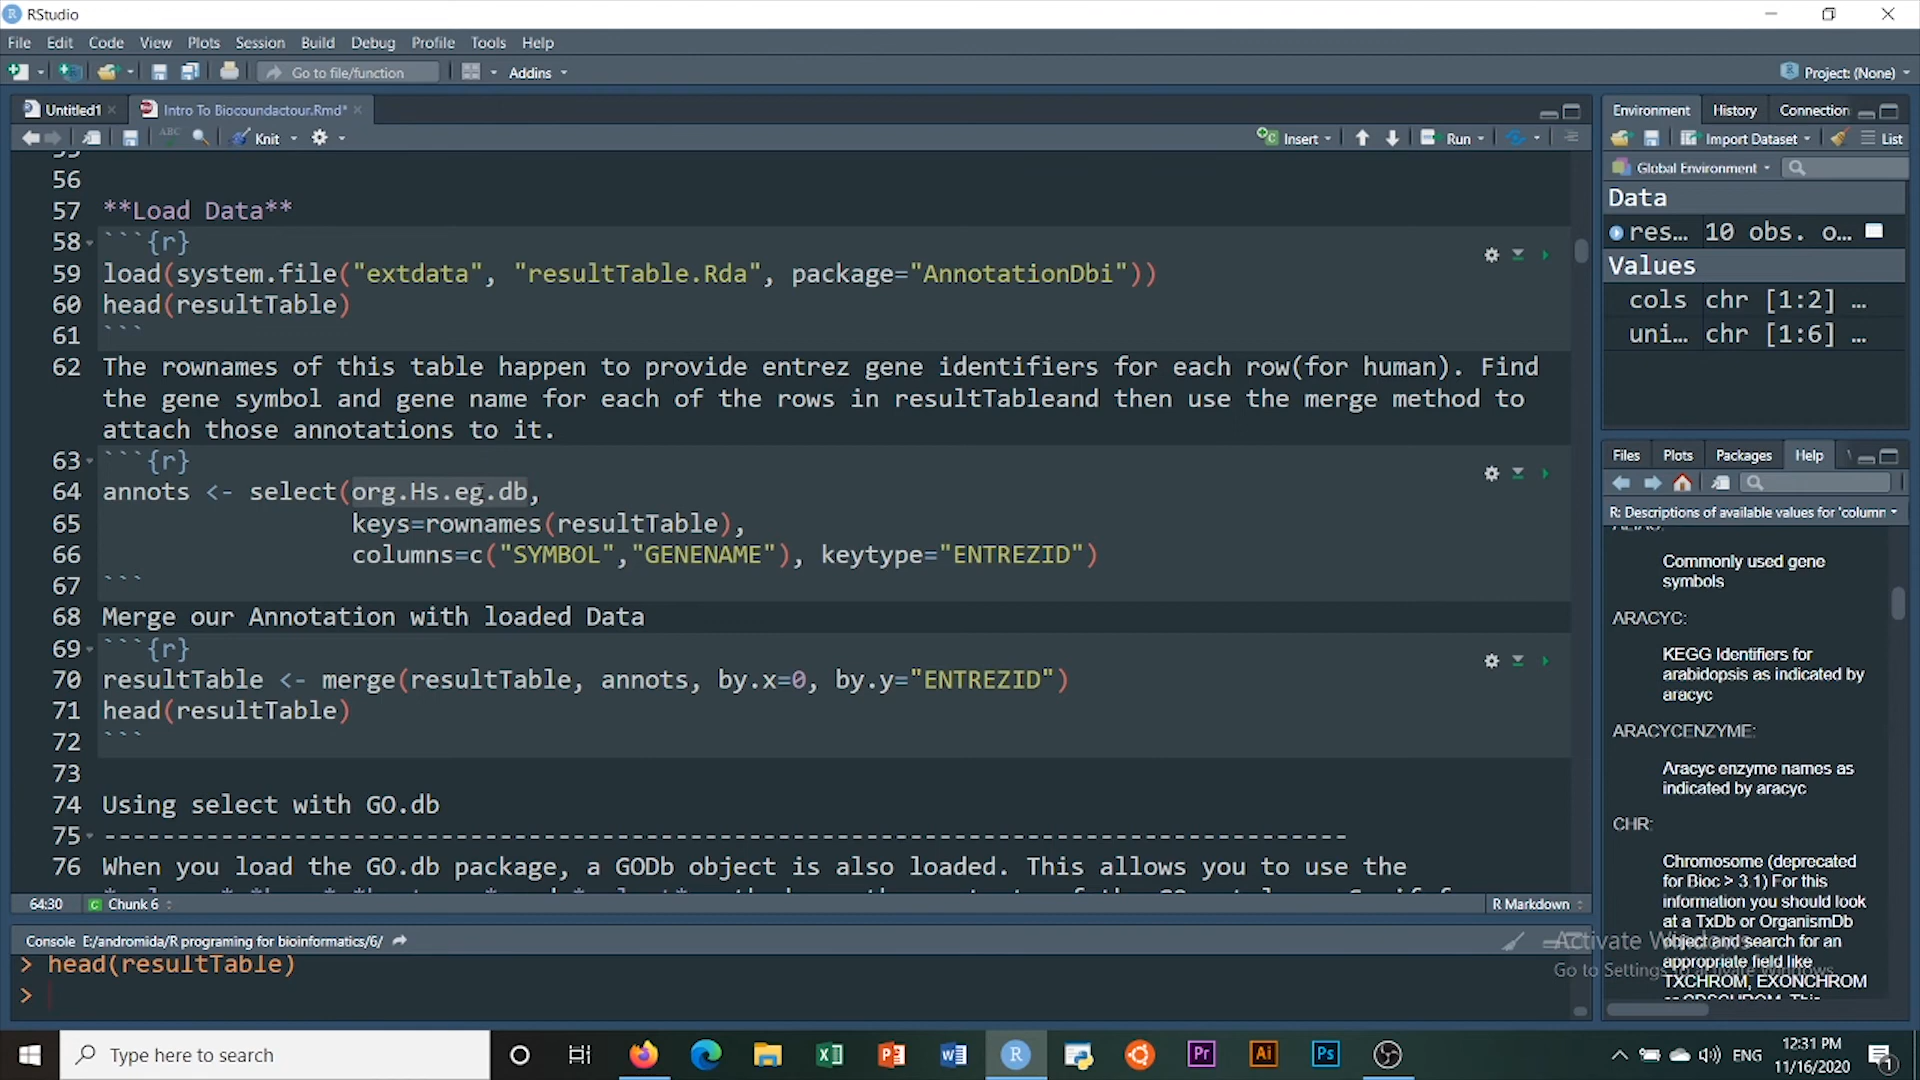 RStudio
File Edit Code View Plots Session Build Debug Profile Tools Help
Go to file/function Addins Project: (None)
Untitled1 Intro To Biocoundactour.Rmd*
ABC Knit Insert Run
56
57 **Load Data**
58 ```{r}
59 load(system.file("extdata", "resultTable.Rda", package="AnnotationDbi"))
60 head(resultTable)
61 ```
62 The rownames of this table happen to provide entrez gene identifiers for each row(for human). Find
the gene symbol and gene name for each of the rows in resultTableand then use the merge method to
attach those annotations to it.
63 ```{r}
64 annots <- select(org.Hs.eg.db,
65 keys=rownames(resultTable),
66 columns=c("SYMBOL","GENENAME"), keytype="ENTREZID")
67 ```
68 Merge our Annotation with loaded Data
69 ```{r}
70 resultTable <- merge(resultTable, annots, by.x=0, by.y="ENTREZID")
71 head(resultTable)
72 ```
73
74 Using select with GO.db
75 -------------------------------------------------------------------------------------
76 When you load the GO.db package, a GODb object is also loaded. This allows you to use the
64:30 Chunk 6 R Markdown
Console E:/andromida/R programing for bioinformatics/6/
> head(resultTable)
>
Environment History Connection
Import Dataset List
Global Environment
Data
res... 10 obs. o...
Values
cols chr [1:2] ...
uni... chr [1:6] ...
Files Plots Packages Help
R: Descriptions of available values for 'column
Commonly used gene
symbols
ARACYC:
KEGG Identifiers for
arabidopsis as indicated by
aracyc
ARACYCENZYME:
Aracyc enzyme names as
indicated by aracyc
CHR:
Chromosome (deprecated
for Bioc > 3.1) For this
information you should look
at a TxDb or OrganismDb
object and search for an
appropriate field like
TXCHROM, EXONCHROM
Activate Windows
Go to Settings to activate Windows.
Type here to search
ENG 12:31 PM
11/16/2020
1